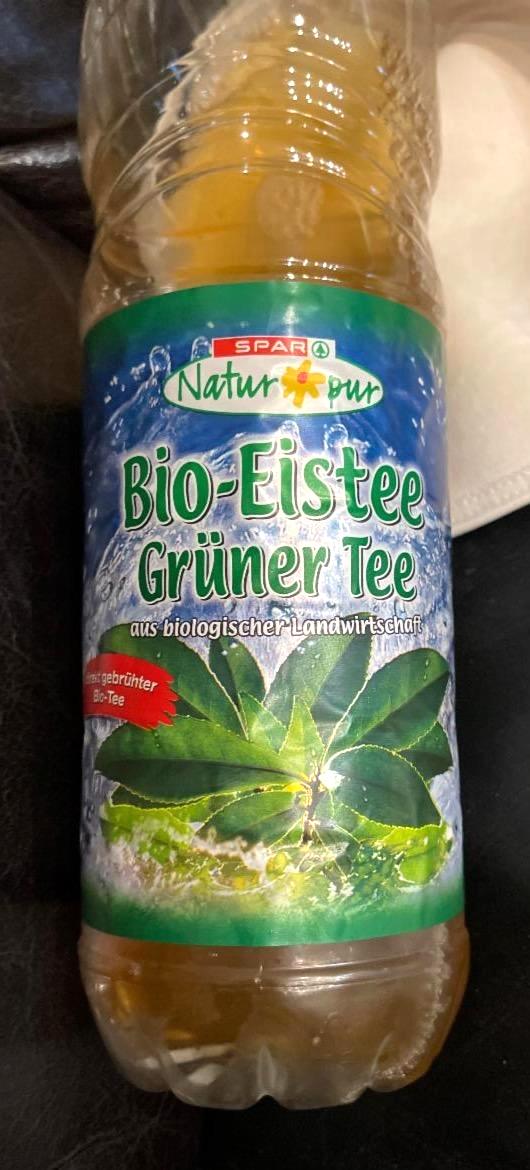 SPAR
Natur pur
Bio-Eistee
Grüner Tee
aus biologischer Landwirtschaft
gebrühter
Bio-Tee